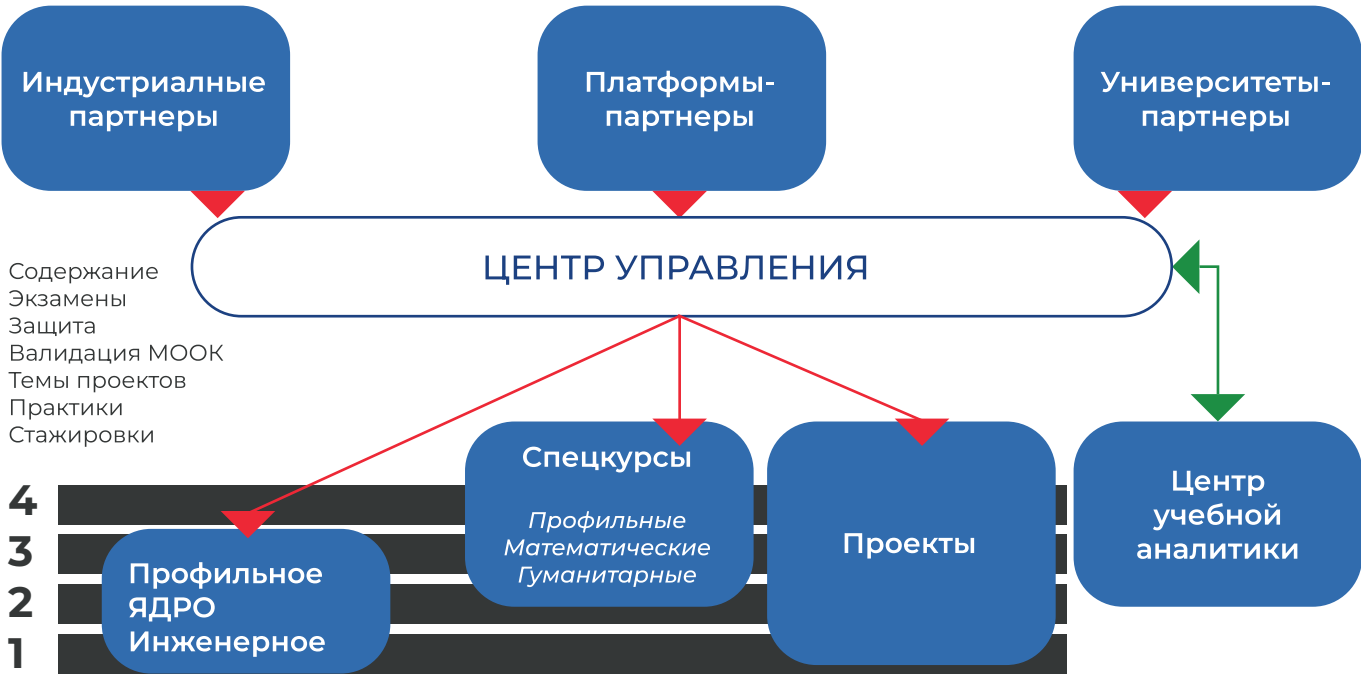 Индустриалные
партнеры
Платформы-
партнеры
Университеты-
партнеры
ЦЕНТР УПРАВЛЕНИЯ
Содержание
Экзамены
Защита
Валидация МООК
Темы проектов
Практики
Стажировки
4
3
2
1
Профильное
ЯДРО
Инженерное
Спецкурсы
Профильные
Математические
Гуманитарные
Проекты
Центр
учебной
аналитики